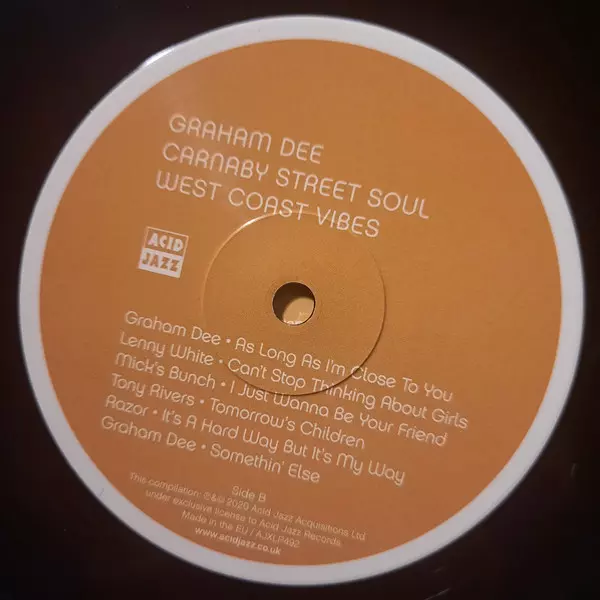 GRAHAM DEE
CARNABY STREET SOUL
WEST COAST VIBES
ACID
JAZZ
Graham Dee • As Long As I'm Close To You
Lenny White • Can't Stop Thinking About Girls
Mick's Bunch • I Just Wanna Be Your Friend
Tony Rivers • Tomorrow's Children
Razor • It's A Hard Way But It's My Way
Graham Dee • Somethin' Else
Side B
This compilation: ℗&© 2020 Acid Jazz Acquisitions Ltd
under exclusive license to Acid Jazz Records.
Made in the EU / AJXLP492
www.acidjazz.co.uk